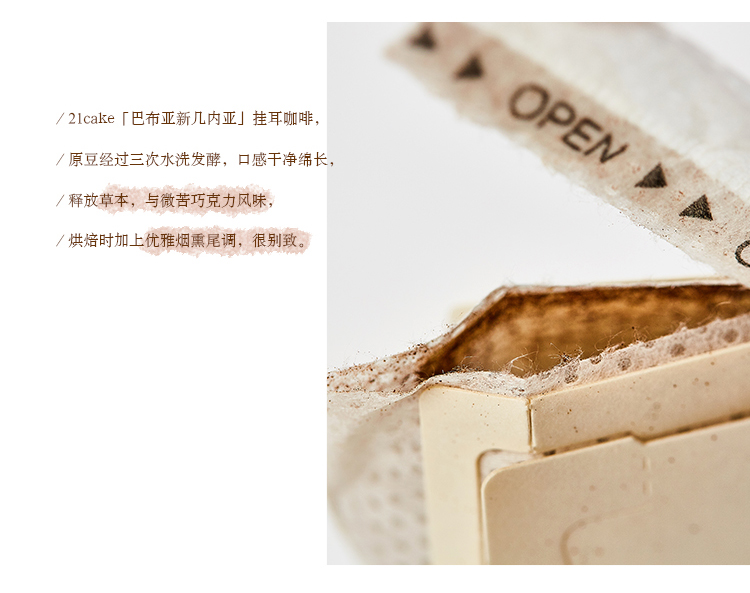 / 21cake「巴布亚新几内亚」挂耳咖啡，
/ 原豆经过三次水洗发酵，口感干净绵长，
/ 释放草本，与微苦巧克力风味，
/ 烘焙时加上优雅烟熏尾调，很别致。
▶ ▶ OPEN ▶ ▶